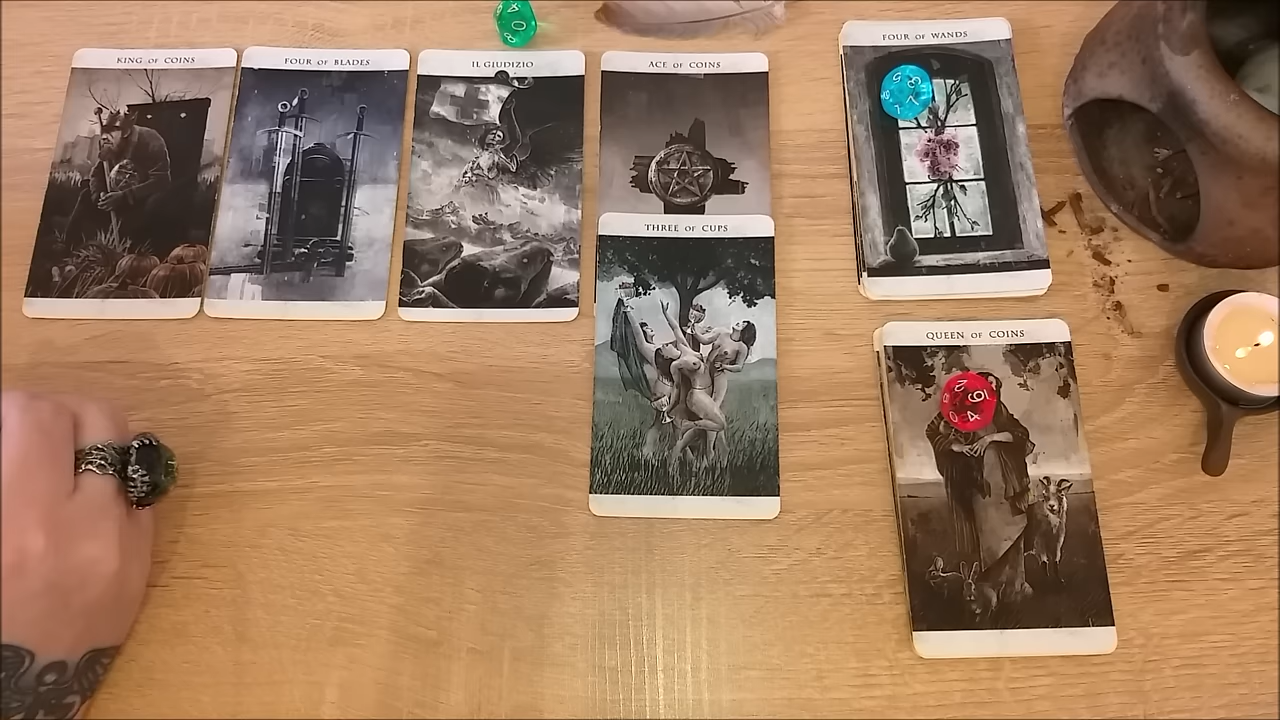 KING OF COINS
FOUR OF BLADES
IL GIUDIZIO
ACE OF COINS
FOUR OF WANDS
THREE OF CUPS
QUEEN OF COINS